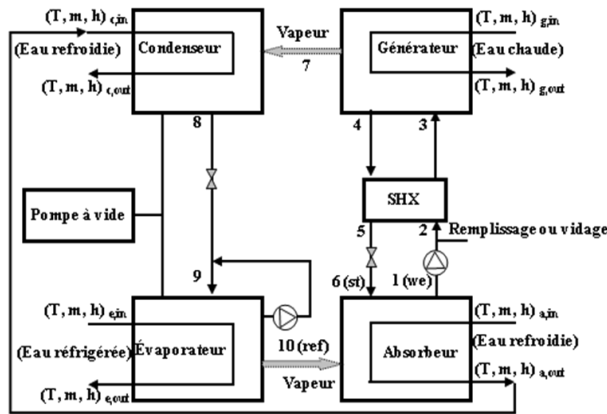 (T, m, h) c,in
(Eau refroidie)
(T, m, h) c,out
Condenseur
Vapeur
7
Générateur
(T, m, h) g,in
(Eau chaude)
(T, m, h) g,out
8
4
3
SHX
Pompe à vide
5
2
Remplissage ou vidage
9
6 (st)
1 (we)
(T, m, h) e,in
(Eau réfrigérée)
(T, m, h) e,out
Évaporateur
10 (ref)
Vapeur
Absorbeur
(T, m, h) a,in
(Eau refroidie)
(T, m, h) a,out